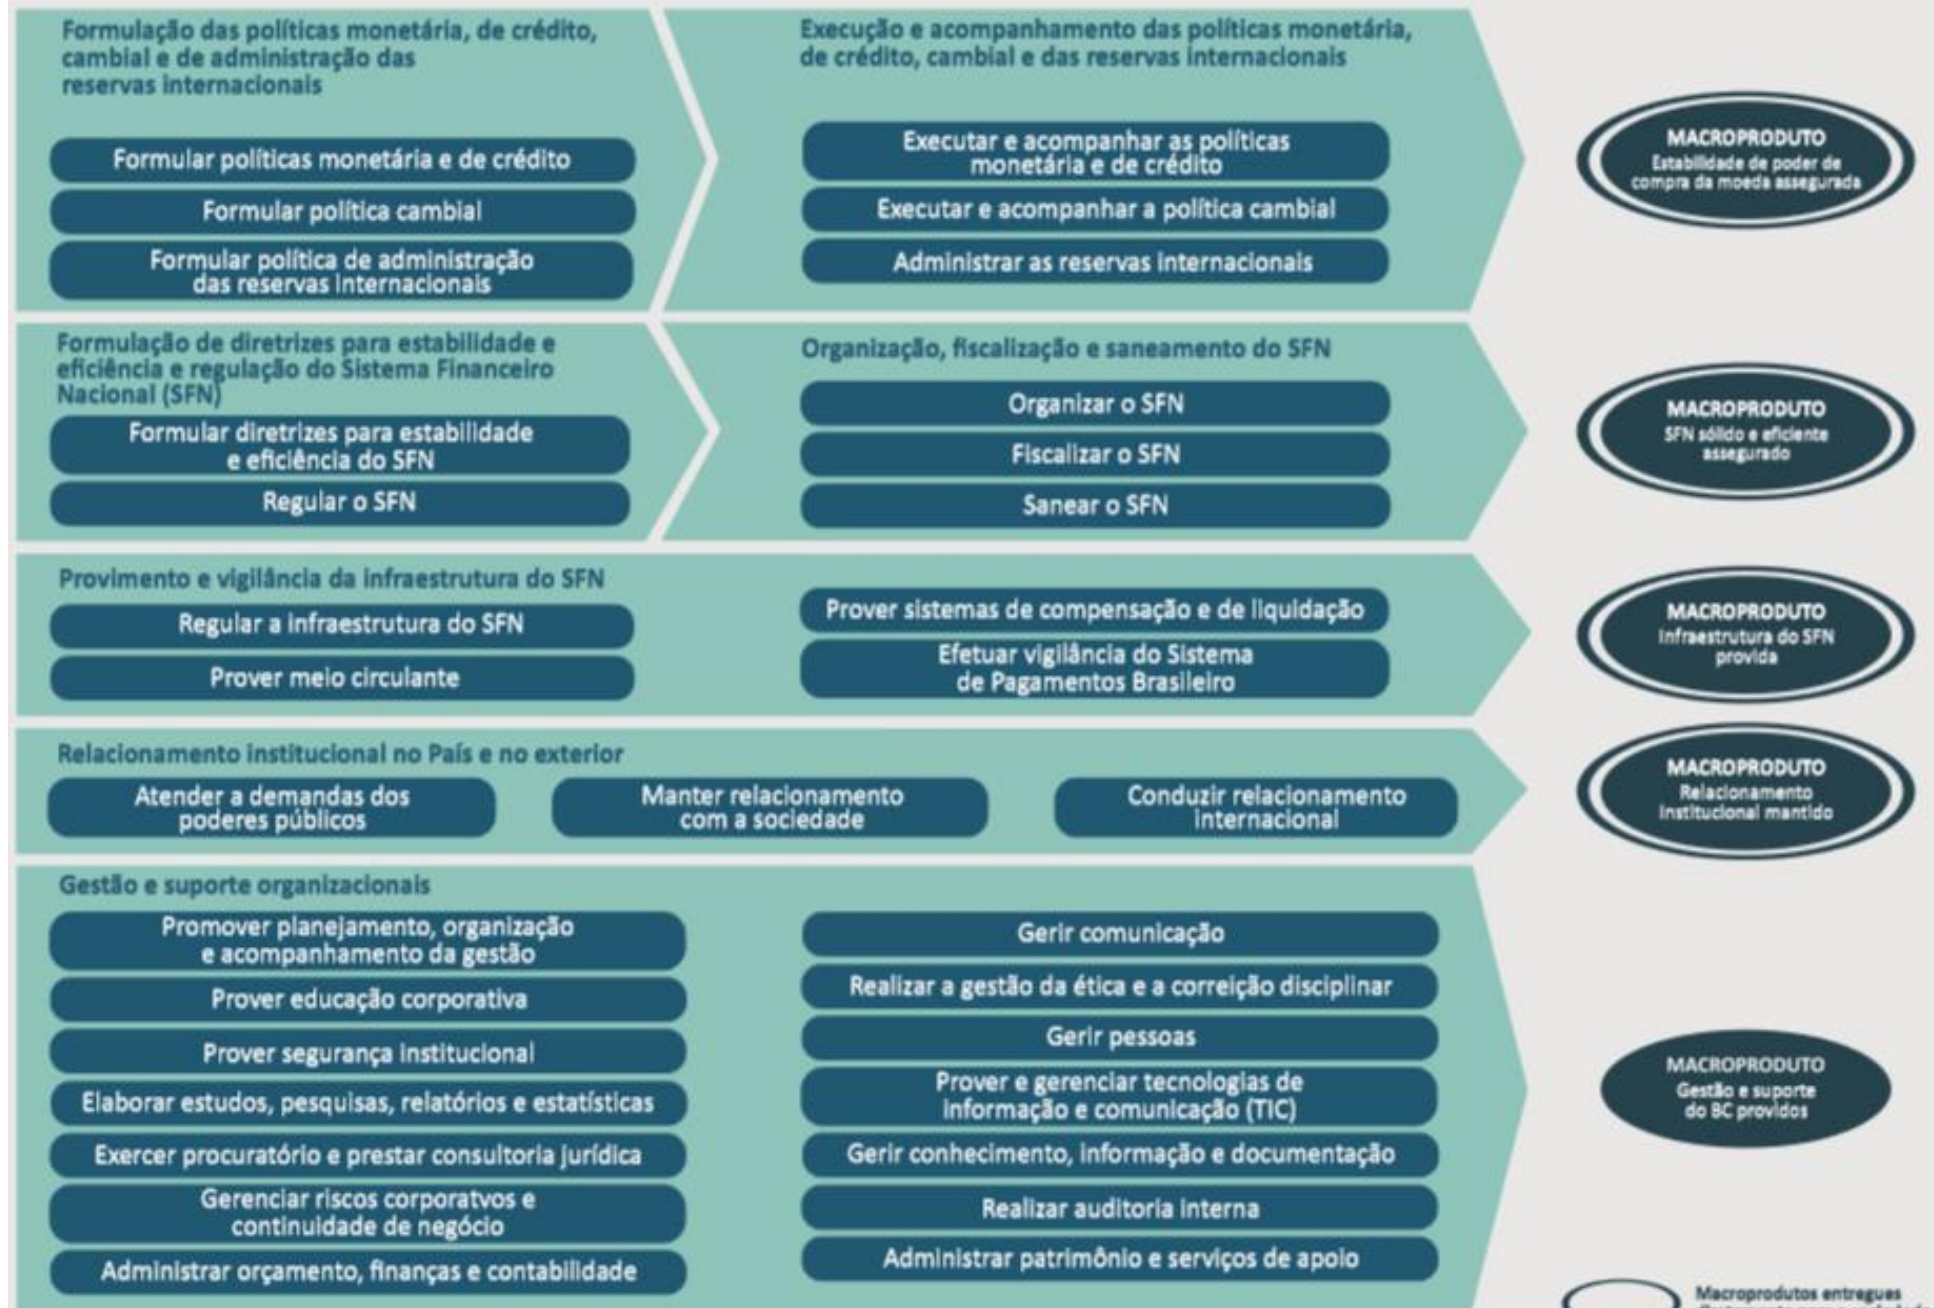 Formulação das políticas monetária, de crédito,
cambial e de administração das
reservas internacionais
Formular políticas monetária e de crédito
Formular política cambial
Formular política de administração
das reservas internacionais
Execução e acompanhamento das políticas monetária,
de crédito, cambial e das reservas internacionais
Executar e acompanhar as políticas
monetária e de crédito
Executar e acompanhar a política cambial
Administrar as reservas internacionais
MACROPRODUTO
Estabilidade de poder de
compra da moeda assegurada
Formulação de diretrizes para estabilidade e
eficiência e regulação do Sistema Financeiro
Nacional (SFN)
Formular diretrizes para estabilidade
e eficiência do SFN
Regular o SFN
Organização, fiscalização e saneamento do SFN
Organizar o SFN
Fiscalizar o SFN
Sanear o SFN
MACROPRODUTO
SFN sólido e eficiente
assegurado
Provimento e vigilância da infraestrutura do SFN
Regular a infraestrutura do SFN
Prover meio circulante
Prover sistemas de compensação e de liquidação
Efetuar vigilância do Sistema
de Pagamentos Brasileiro
MACROPRODUTO
Infraestrutura do SFN
provida
Relacionamento institucional no País e no exterior
Atender a demandas dos
poderes públicos
Manter relacionamento
com a sociedade
Conduzir relacionamento
internacional
MACROPRODUTO
Relacionamento
Institucional mantido
Gestão e suporte organizacionais
Promover planejamento, organização
e acompanhamento da gestão
Prover educação corporativa
Prover segurança institucional
Elaborar estudos, pesquisas, relatórios e estatísticas
Exercer procuratório e prestar consultoria jurídica
Gerenciar riscos corporatvos e
continuidade de negócio
Administrar orçamento, finanças e contabilidade
Gerir comunicação
Realizar a gestão da ética e a correição disciplinar
Gerir pessoas
Prover e gerenciar tecnologias de
informação e comunicação (TIC)
Gerir conhecimento, informação e documentação
Realizar auditoria interna
Administrar patrimônio e serviços de apoio
MACROPRODUTO
Gestão e suporte
do BC providos
Macroprodutos entregues